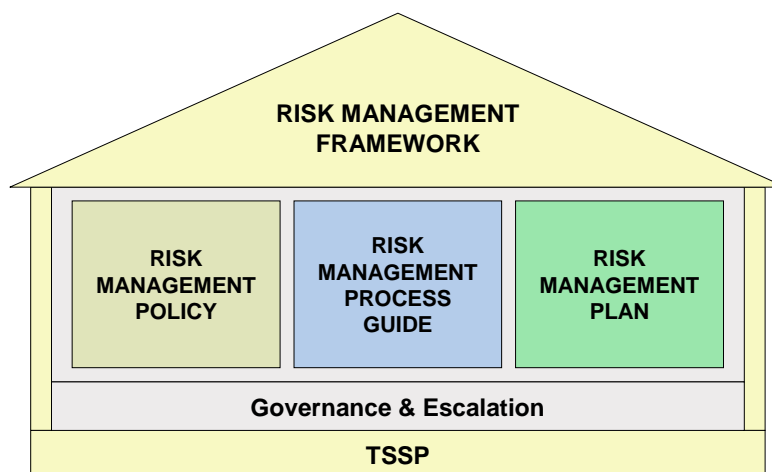 RISK MANAGEMENT
FRAMEWORK
RISK
MANAGEMENT
POLICY
RISK
MANAGEMENT
PROCESS
GUIDE
RISK
MANAGEMENT
PLAN
Governance & Escalation
TSSP